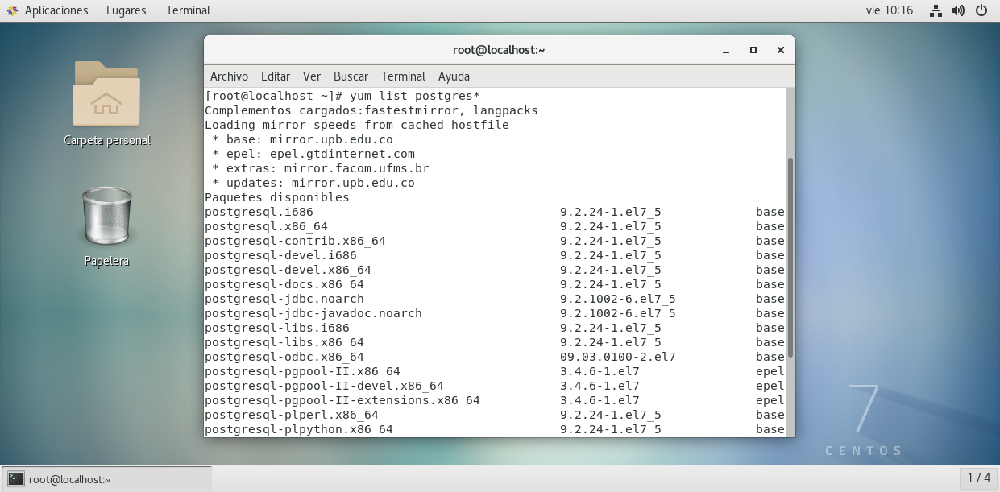 Aplicaciones Lugares Terminal vie 10:16
Carpeta personal
Papelera
root@localhost:~
Archivo Editar Ver Buscar Terminal Ayuda
[root@localhost ~]# yum list postgres*
Complementos cargados:fastestmirror, langpacks
Loading mirror speeds from cached hostfile
 * base: mirror.upb.edu.co
 * epel: epel.gtdinternet.com
 * extras: mirror.facom.ufms.br
 * updates: mirror.upb.edu.co
Paquetes disponibles
postgresql.i686 9.2.24-1.el7_5 base
postgresql.x86_64 9.2.24-1.el7_5 base
postgresql-contrib.x86_64 9.2.24-1.el7_5 base
postgresql-devel.i686 9.2.24-1.el7_5 base
postgresql-devel.x86_64 9.2.24-1.el7_5 base
postgresql-docs.x86_64 9.2.24-1.el7_5 base
postgresql-jdbc.noarch 9.2.1002-6.el7_5 base
postgresql-jdbc-javadoc.noarch 9.2.1002-6.el7_5 base
postgresql-libs.i686 9.2.24-1.el7_5 base
postgresql-libs.x86_64 9.2.24-1.el7_5 base
postgresql-odbc.x86_64 09.03.0100-2.el7 base
postgresql-pgpool-II.x86_64 3.4.6-1.el7 epel
postgresql-pgpool-II-devel.x86_64 3.4.6-1.el7 epel
postgresql-pgpool-II-extensions.x86_64 3.4.6-1.el7 epel
postgresql-plperl.x86_64 9.2.24-1.el7_5 base
postgresql-plpython.x86_64 9.2.24-1.el7_5 base
7
CENTOS
root@localhost:~ 1 / 4